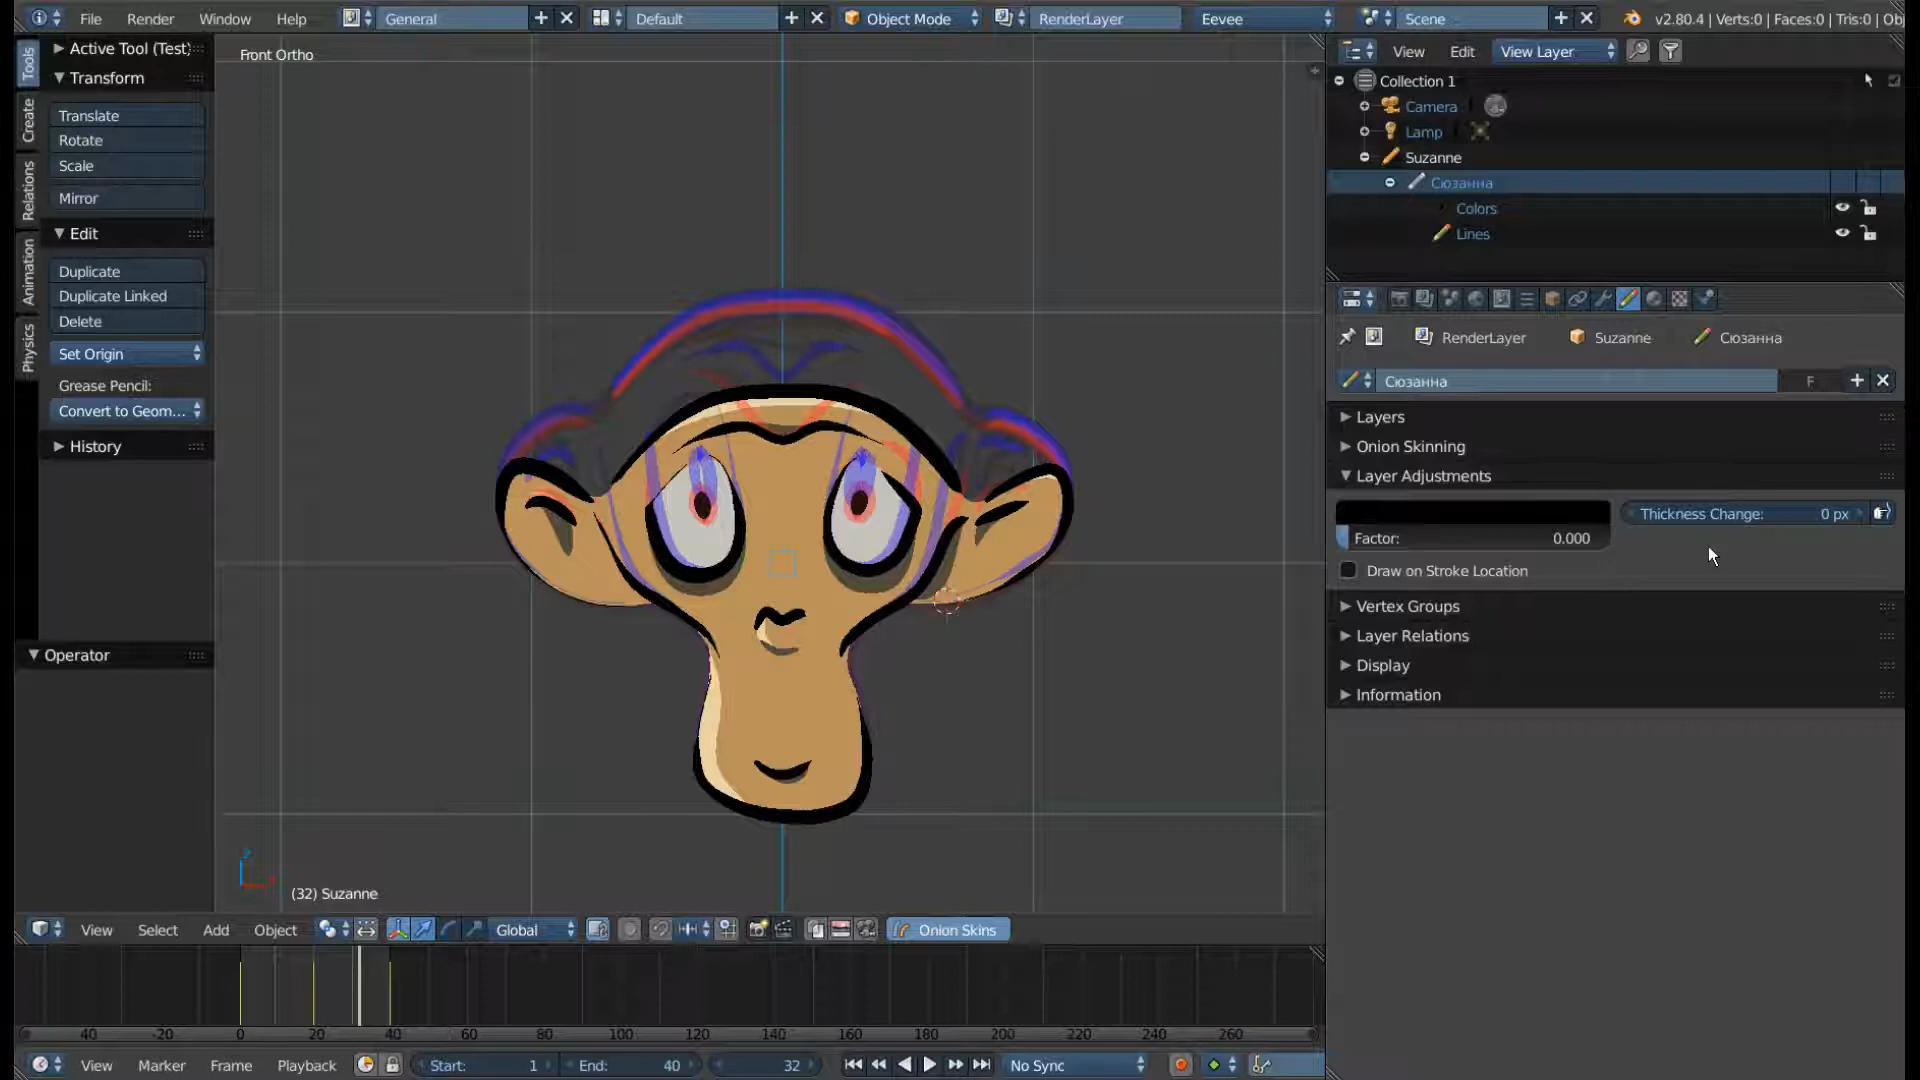 File Render Window Help General Default Object Mode RenderLayer Eevee Scene v2.80.4 | Verts:0 | Faces:0 | Tris:0 | Obj
Tools
Create
Relations
Animation
Physics
Active Tool (Test)
Transform
Translate
Rotate
Scale
Mirror
Edit
Duplicate
Duplicate Linked
Delete
Set Origin
Grease Pencil:
Convert to Geom...
History
Operator
Front Ortho
(32) Suzanne
View Edit View Layer
Collection 1
Camera
Lamp
Suzanne
Сюзанна
Colors
Lines
RenderLayer Suzanne Сюзанна
Сюзанна F
Layers
Onion Skinning
Layer Adjustments
Thickness Change: 0 px
Factor: 0.000
Draw on Stroke Location
Vertex Groups
Layer Relations
Display
Information
View Select Add Object Global Onion Skins
40 -20 0 20 40 60 80 100 120 140 160 180 200 220 240 260
View Marker Frame Playback Start: 1 End: 40 32 No Sync